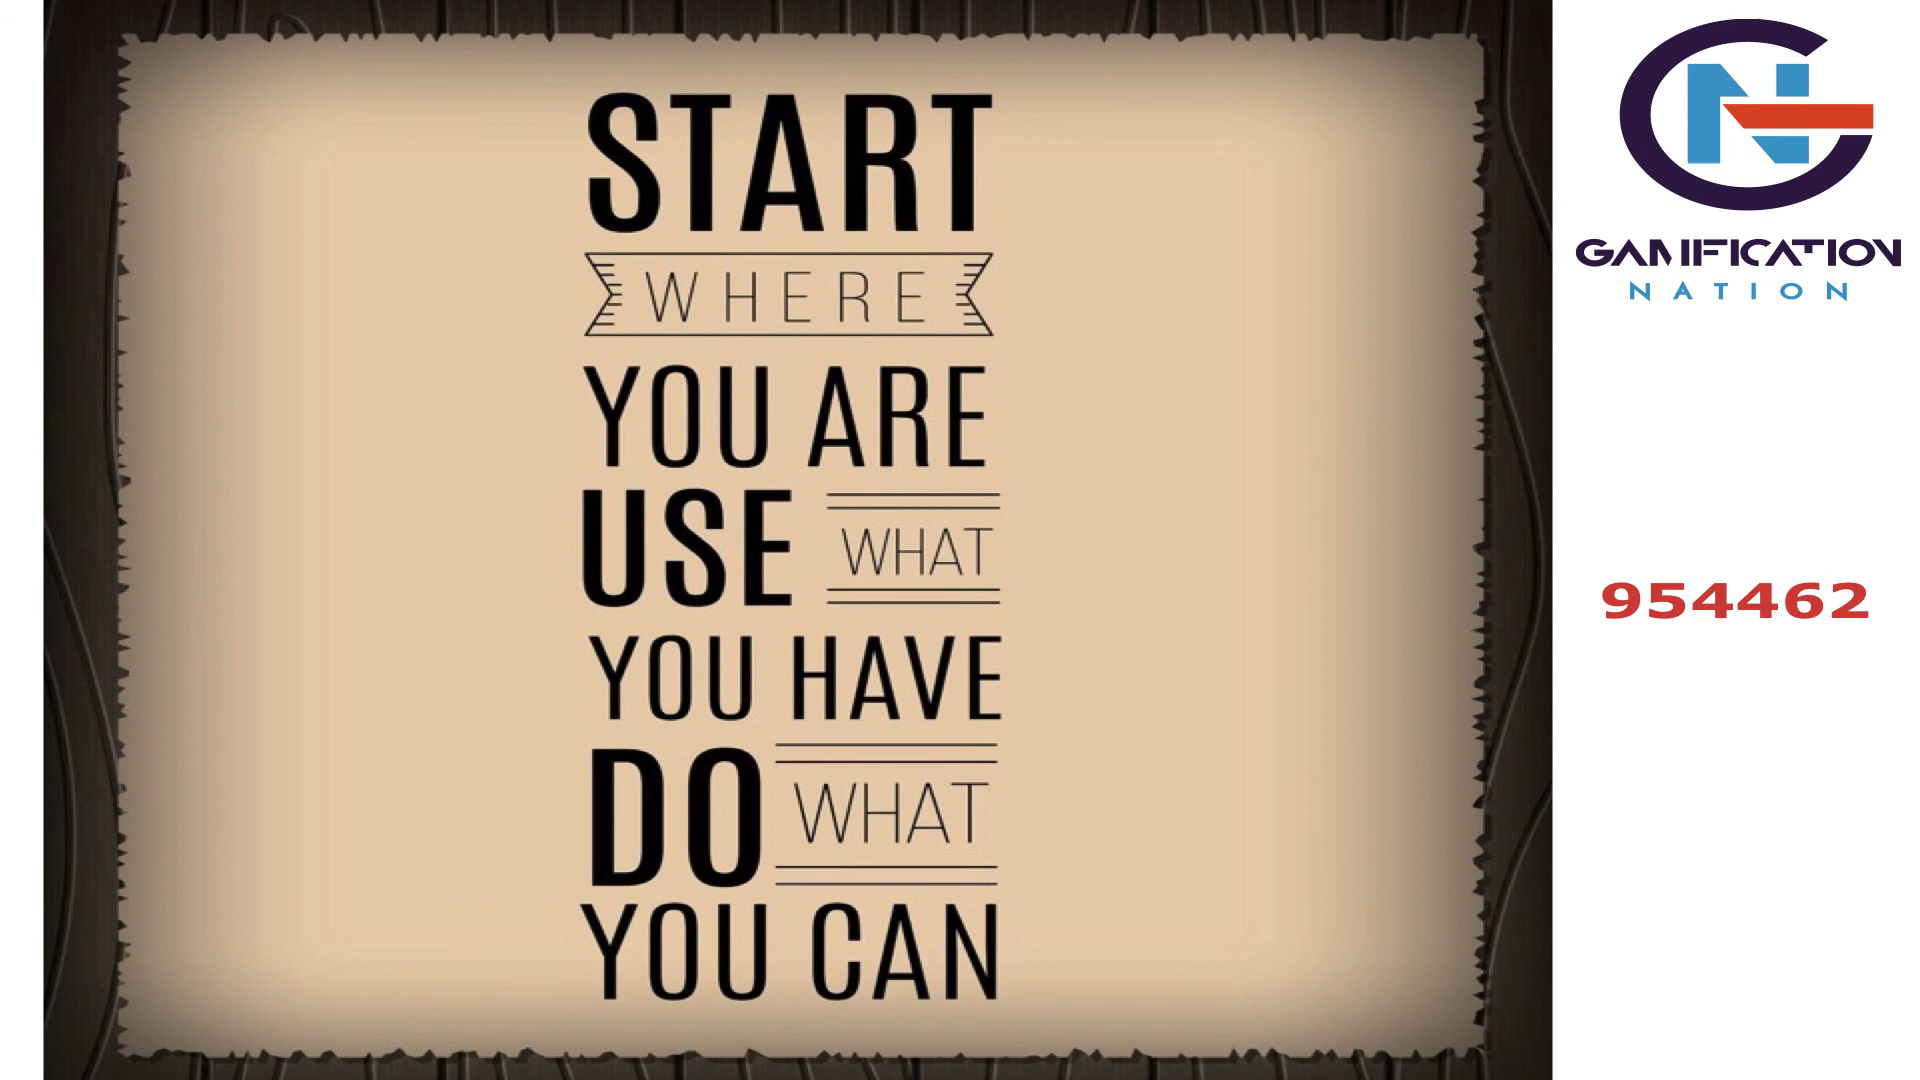 START
WHERE
YOU ARE
USE WHAT
YOU HAVE
DO WHAT
YOU CAN
GAMIFICATION
NATION
954462